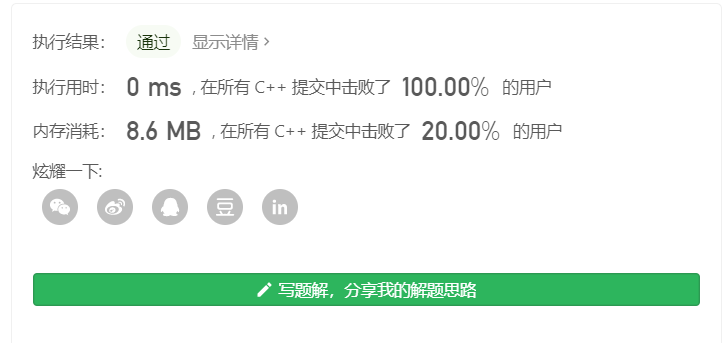 执行结果： 通过 显示详情 >
执行用时： 0 ms , 在所有 C++ 提交中击败了 100.00% 的用户
内存消耗： 8.6 MB , 在所有 C++ 提交中击败了 20.00% 的用户
炫耀一下:
豆 in
写题解，分享我的解题思路